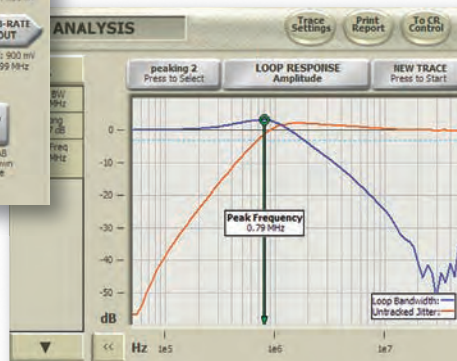 B-RATE
OUT
: 900 mV
99 MHz
ANALYSIS
Trace
Settings
Print
Report
To CR
Control
peaking 2
Press to Select
LOOP RESPONSE
Amplitude
NEW TRACE
Press to Start
BW
MHz
dB
Freq
MHz
0
-10
-20
-30
-40
-50
dB
Peak Frequency
0.79 MHz
Loop Bandwidth:
Untracked Jitter:
<<
Hz
1e5
1e6
1e7